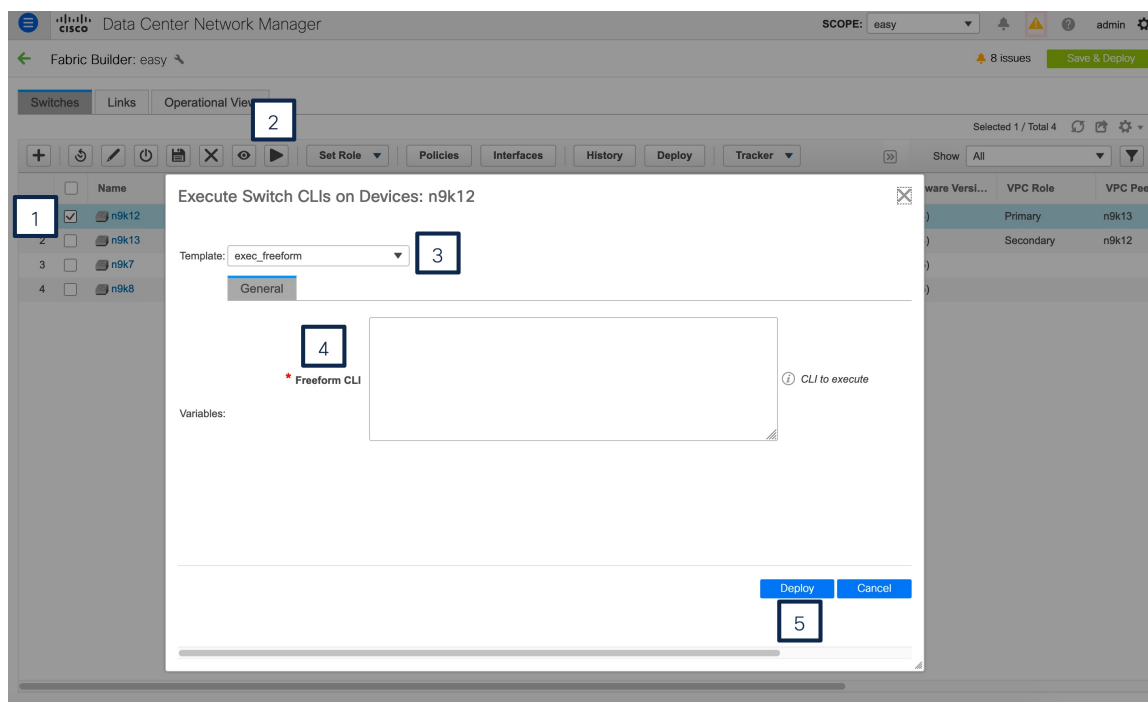 cisco Data Center Network Manager SCOPE: easy admin
Fabric Builder: easy 8 issues Save & Deploy
Switches Links Operational View
2
Selected 1 / Total 4
Set Role Policies Interfaces History Deploy Tracker Show All
Name ware Versi... VPC Role VPC Pee
Execute Switch CLIs on Devices: n9k12
1 n9k12 ) Primary n9k13
2 n9k13 ) Secondary n9k12
Template: exec_freeform 3
3 n9k7 )
General
4 n9k8 )
4
* Freeform CLI i CLI to execute
Variables:
Deploy Cancel
5